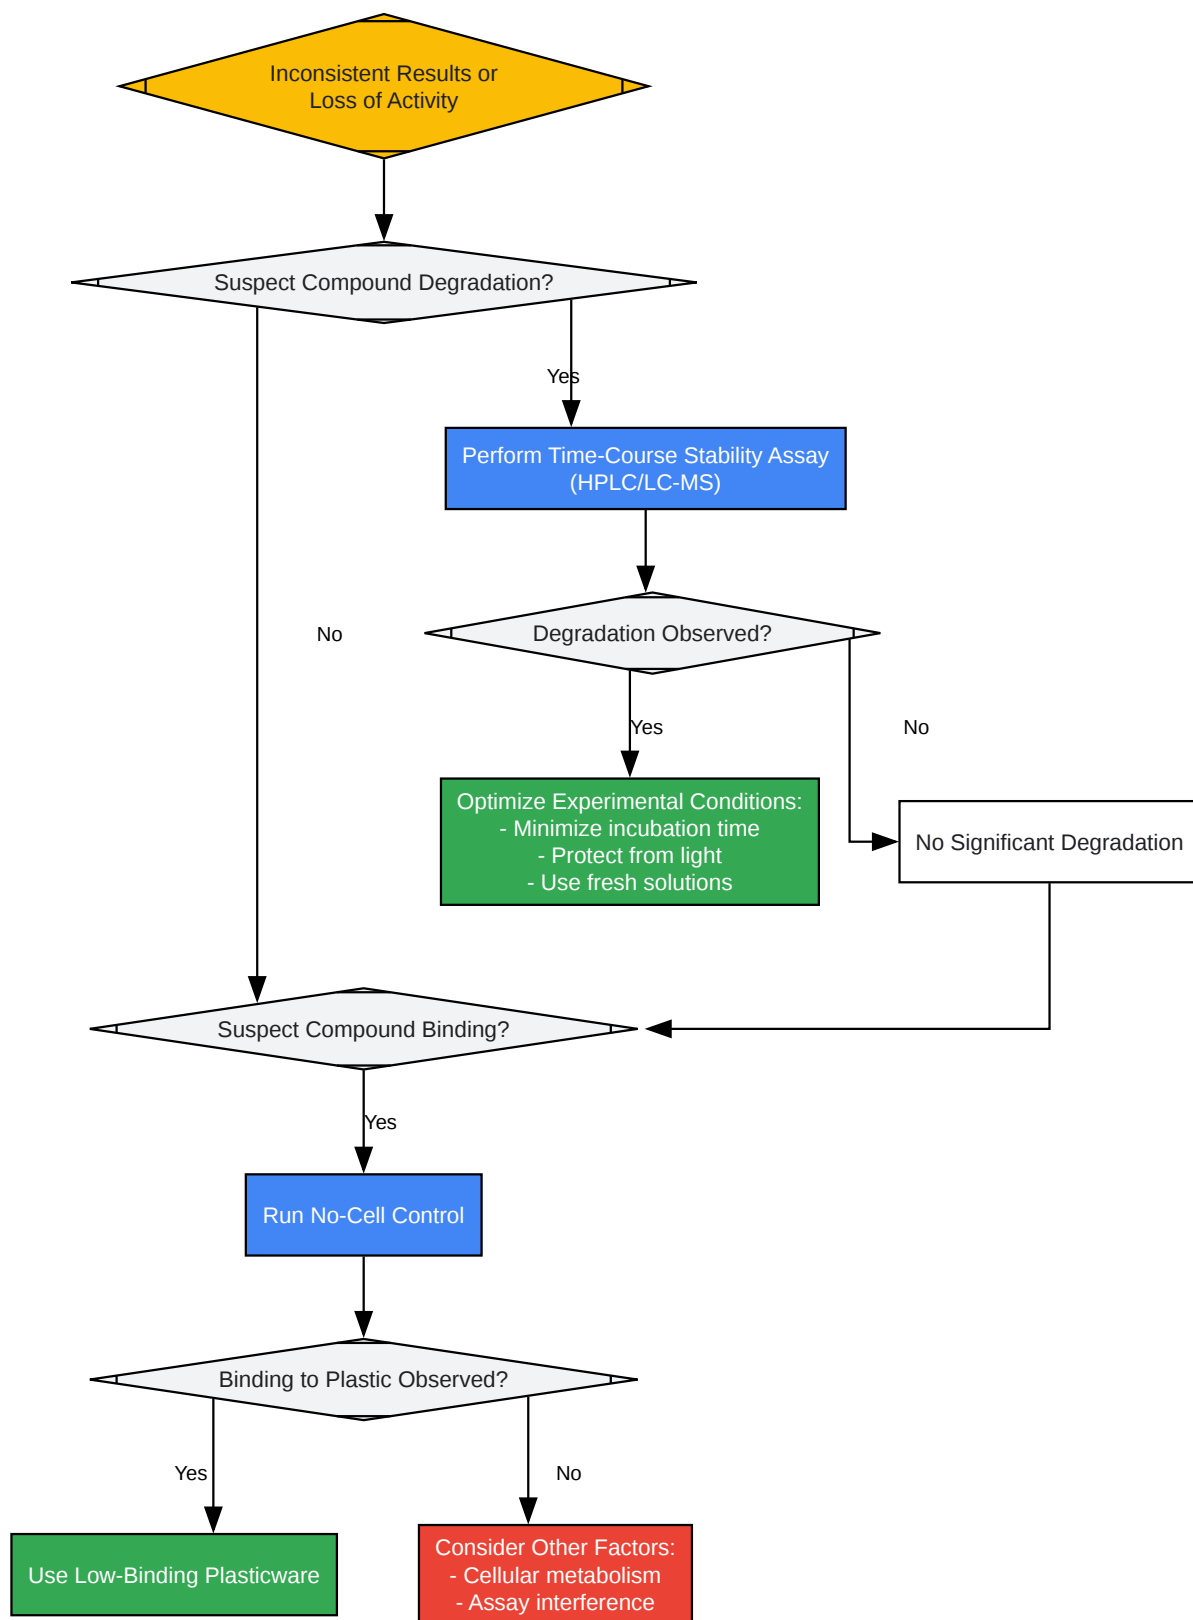 Inconsistent Results or
Loss of Activity
Suspect Compound Degradation?
Yes
Perform Time-Course Stability Assay
(HPLC/LC-MS)
No
Degradation Observed?
Yes
No
Optimize Experimental Conditions:
- Minimize incubation time
- Protect from light
- Use fresh solutions
No Significant Degradation
Suspect Compound Binding?
Yes
Run No-Cell Control
Binding to Plastic Observed?
Yes
No
Use Low-Binding Plasticware
Consider Other Factors:
- Cellular metabolism
- Assay interference